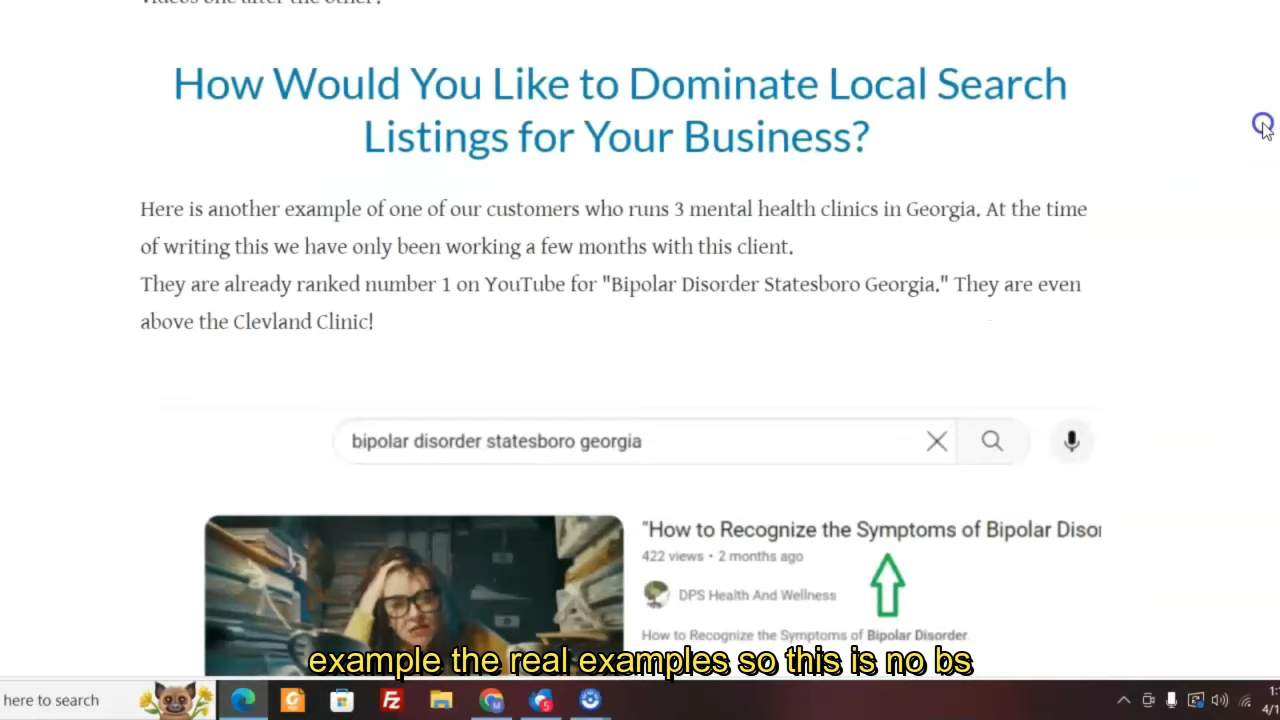 videos one after the other?
How Would You Like to Dominate Local Search
Listings for Your Business?
Here is another example of one of our customers who runs 3 mental health clinics in Georgia. At the time
of writing this we have only been working a few months with this client.
They are already ranked number 1 on YouTube for "Bipolar Disorder Statesboro Georgia." They are even
above the Clevland Clinic!
bipolar disorder statesboro georgia
"How to Recognize the Symptoms of Bipolar Disor
422 views • 2 months ago
DPS Health And Wellness
How to Recognize the Symptoms of Bipolar Disorder.
example the real examples so this is no bs
here to search